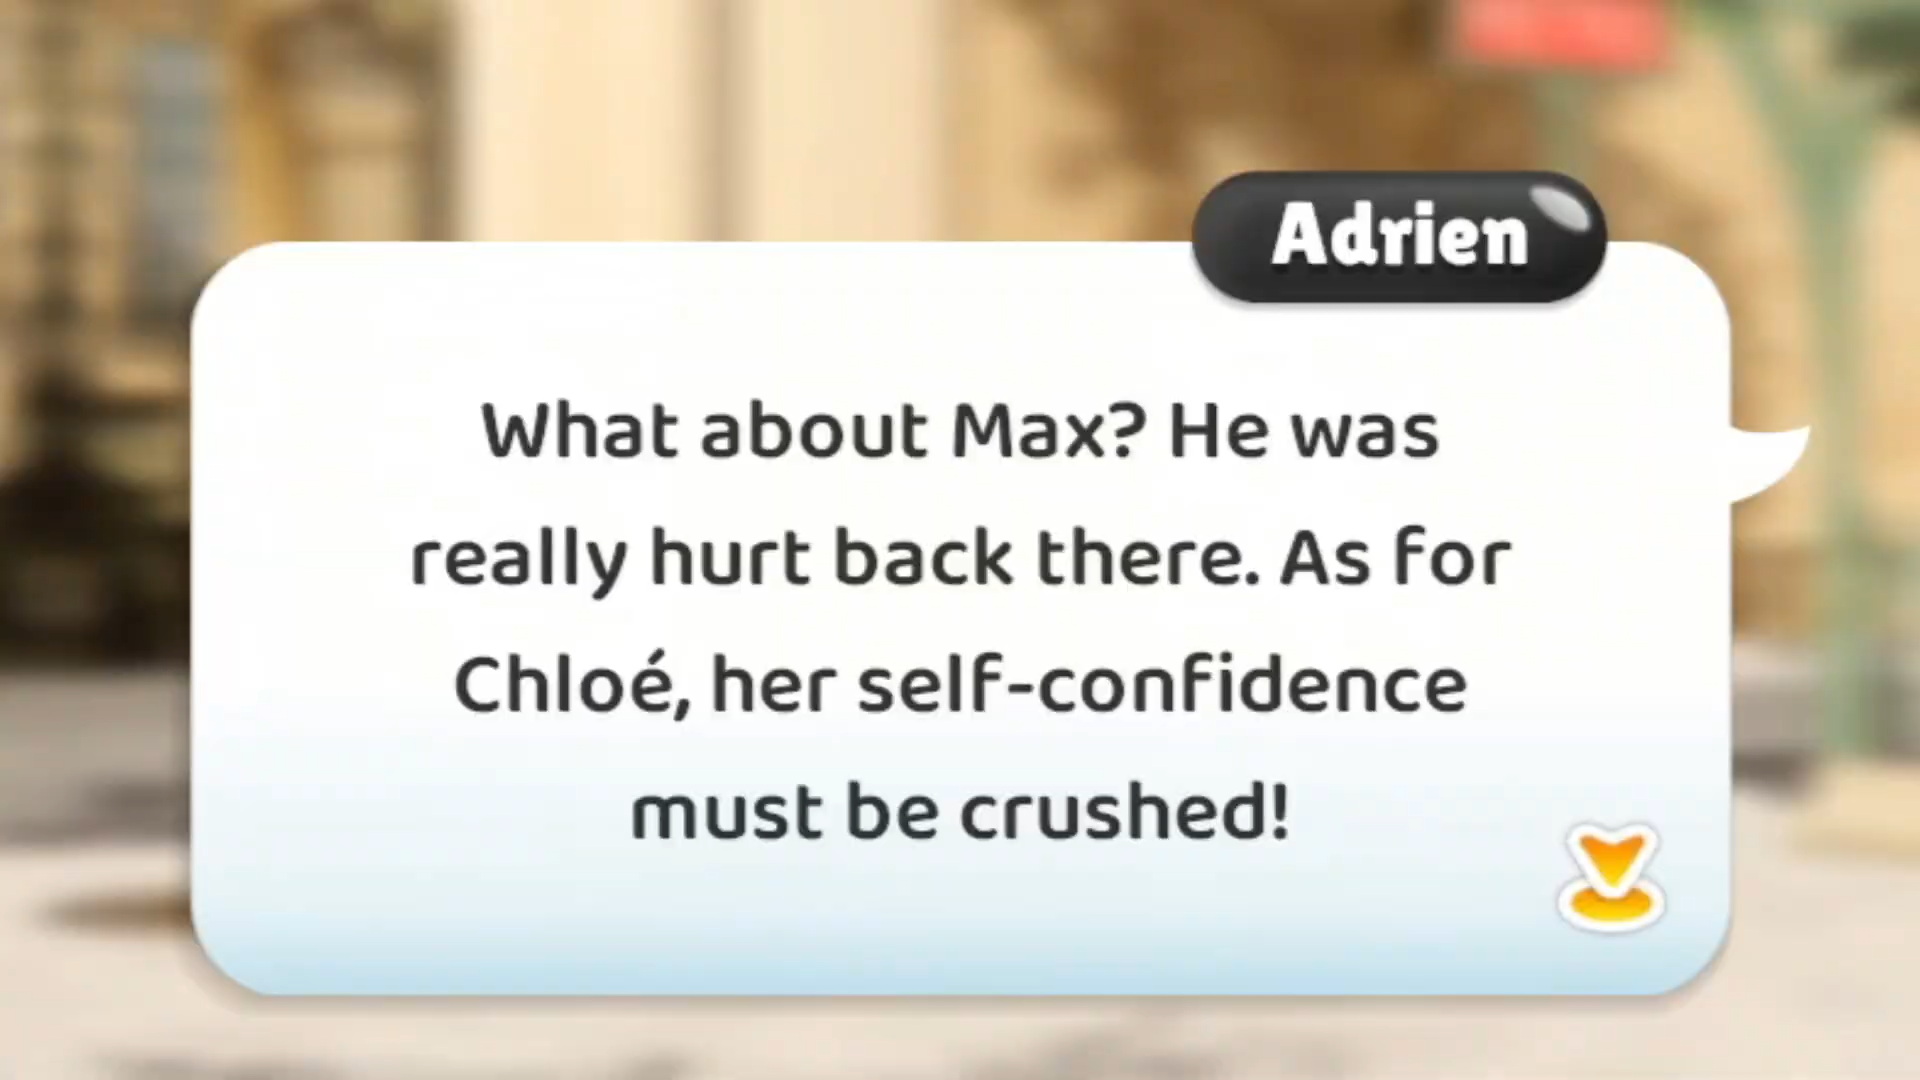 Adrien
What about Max? He was
really hurt back there. As for
Chloé, her self-confidence
must be crushed!